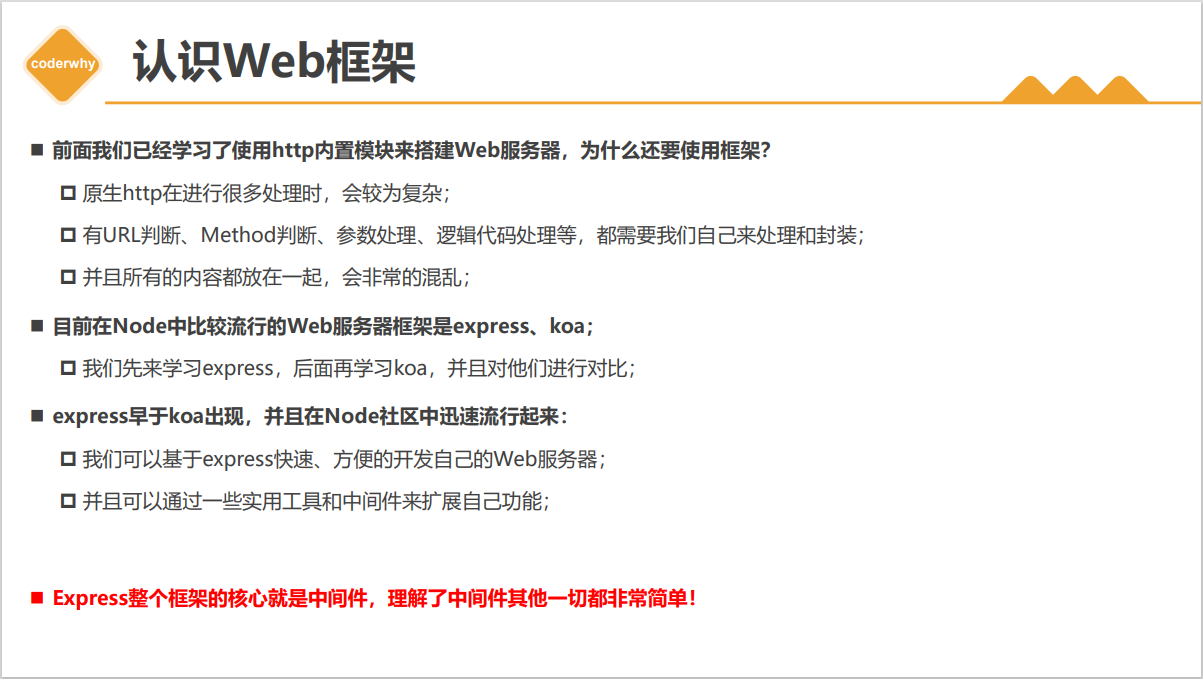 coderwhy
认识Web框架
前面我们已经学习了使用http内置模块来搭建Web服务器，为什么还要使用框架？
原生http在进行很多处理时，会较为复杂；
有URL判断、Method判断、参数处理、逻辑代码处理等，都需要我们自己来处理和封装；
并且所有的内容都放在一起，会非常的混乱；
目前在Node中比较流行的Web服务器框架是express、koa；
我们先来学习express，后面再学习koa，并且对他们进行对比；
express早于koa出现，并且在Node社区中迅速流行起来：
我们可以基于express快速、方便的开发自己的Web服务器；
并且可以通过一些实用工具和中间件来扩展自己功能；
Express整个框架的核心就是中间件，理解了中间件其他一切都非常简单！